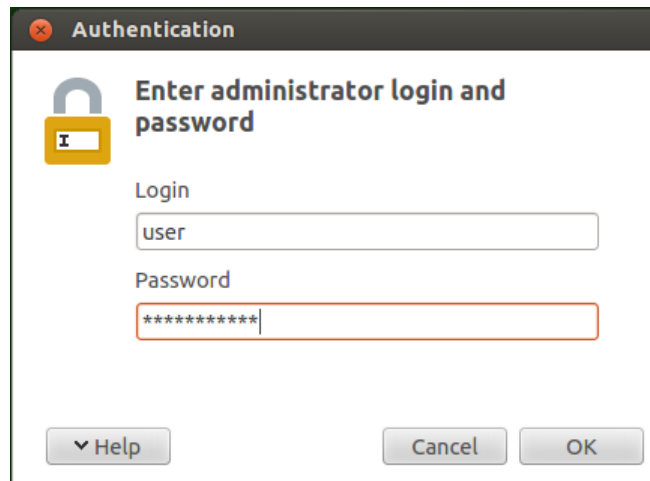 Authentication
Enter administrator login and
password
Login
user
Password
***********
Help
Cancel
OK